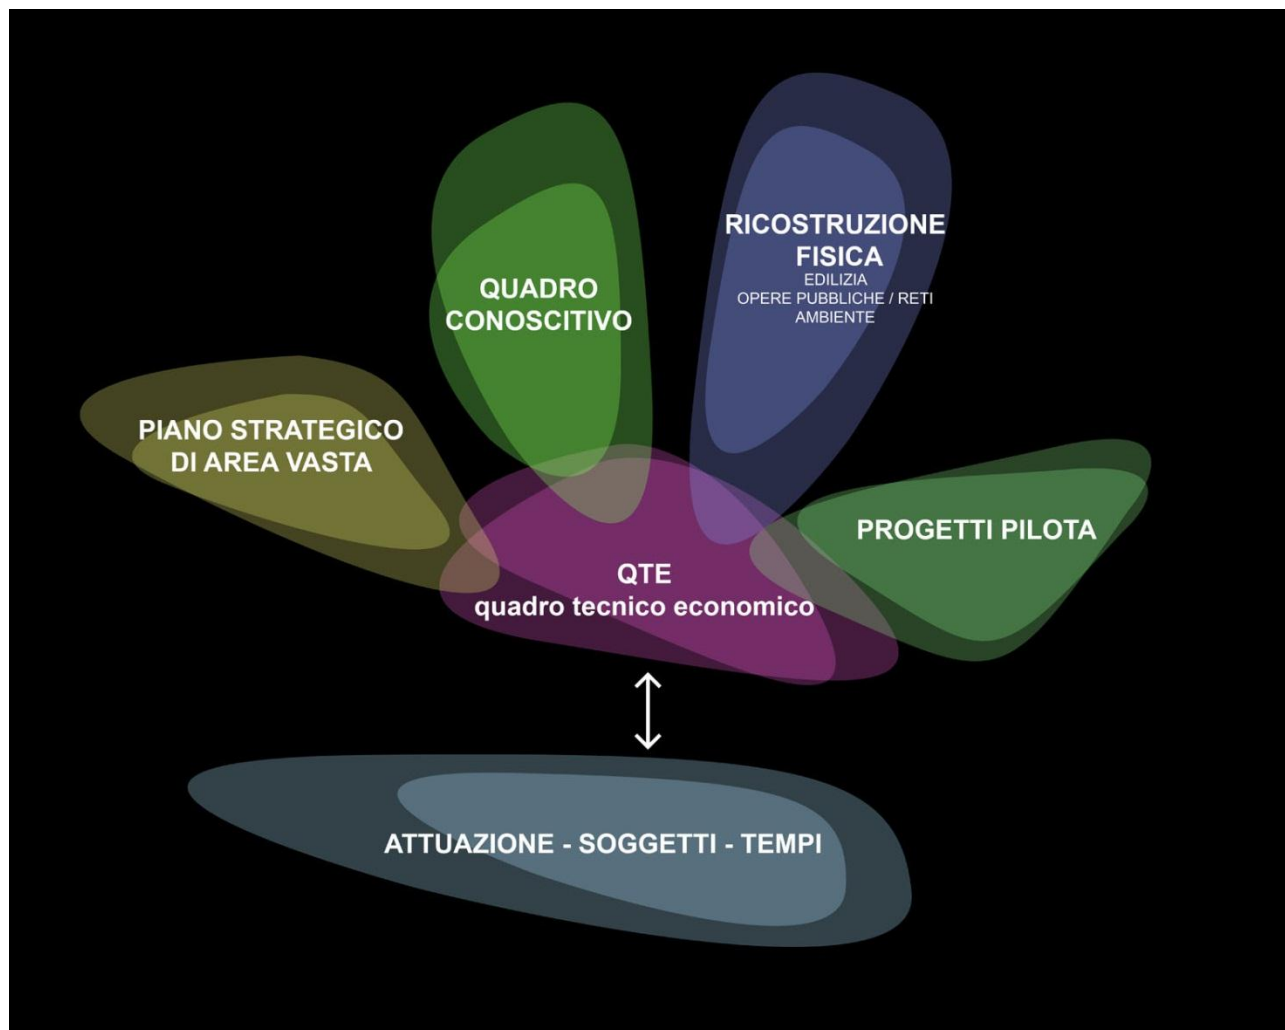 RICOSTRUZIONE
FISICA
EDILIZIA
OPERE PUBBLICHE / RETI
AMBIENTE
QUADRO
CONOSCITIVO
PIANO STRATEGICO
DI AREA VASTA
PROGETTI PILOTA
QTE
quadro tecnico economico
ATTUAZIONE - SOGGETTI - TEMPI